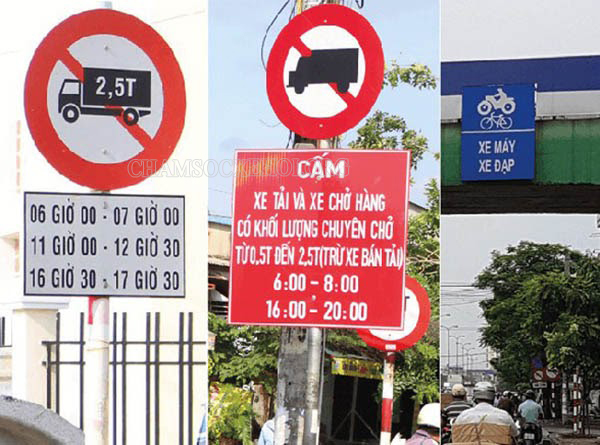 2,5T
06 GIỜ 00 - 07 GIỜ 00
11 GIỜ 00 - 12 GIỜ 30
16 GIỜ 30 - 17 GIỜ 30
CẤM
XE TẢI VÀ XE CHỞ HÀNG
CÓ KHỐI LƯỢNG CHUYÊN CHỞ
TỪ 0,5T ĐẾN 2,5T(TRỪ XE BÁN TẢI)
6:00 - 8:00
16:00 - 20:00
XE MÁY
XE ĐẠP